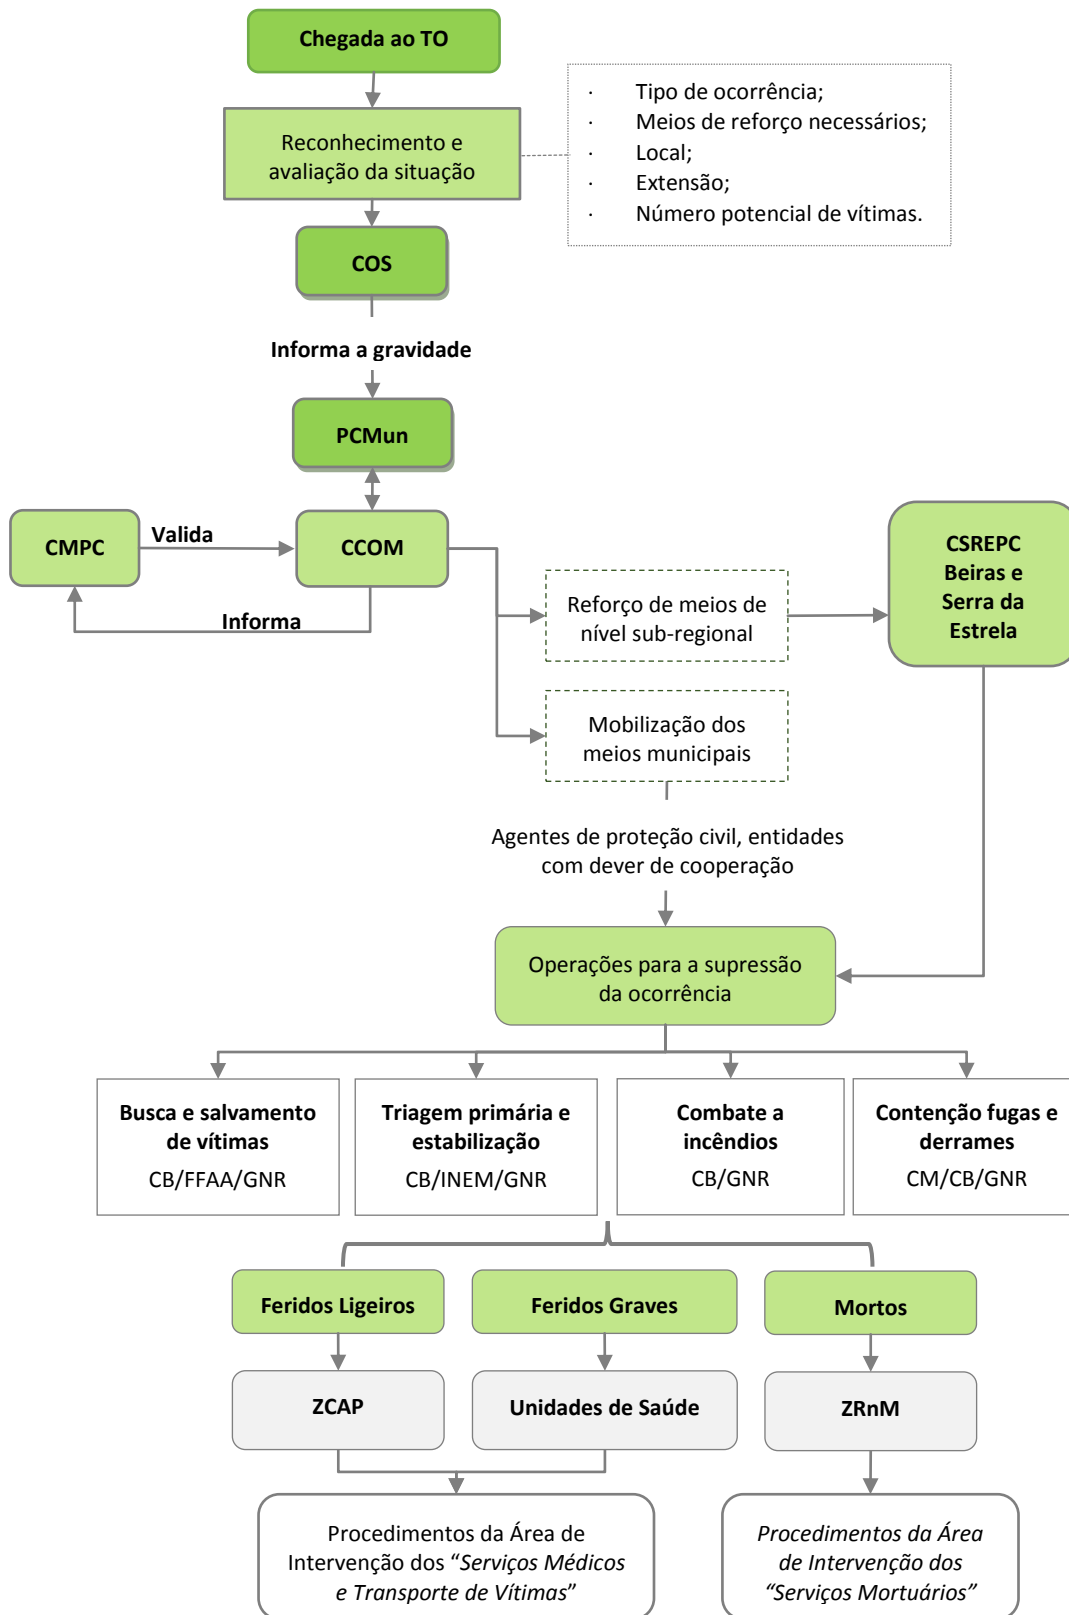 Chegada ao TO
Reconhecimento e
avaliação da situação
· Tipo de ocorrência;
· Meios de reforço necessários;
· Local;
· Extensão;
· Número potencial de vítimas.
COS
Informa a gravidade
PCMun
CMPC
Valida
CCOM
Informa
Reforço de meios de
nível sub-regional
CSREPC
Beiras e
Serra da
Estrela
Mobilização dos
meios municipais
Agentes de proteção civil, entidades
com dever de cooperação
Operações para a supressão
da ocorrência
Busca e salvamento
de vítimas
CB/FFAA/GNR
Triagem primária e
estabilização
CB/INEM/GNR
Combate a
incêndios
CB/GNR
Contenção fugas e
derrames
CM/CB/GNR
Feridos Ligeiros
Feridos Graves
Mortos
ZCAP
Unidades de Saúde
ZRnM
Procedimentos da Área de
Intervenção dos “Serviços Médicos
e Transporte de Vítimas”
Procedimentos da Área
de Intervenção dos
“Serviços Mortuários”